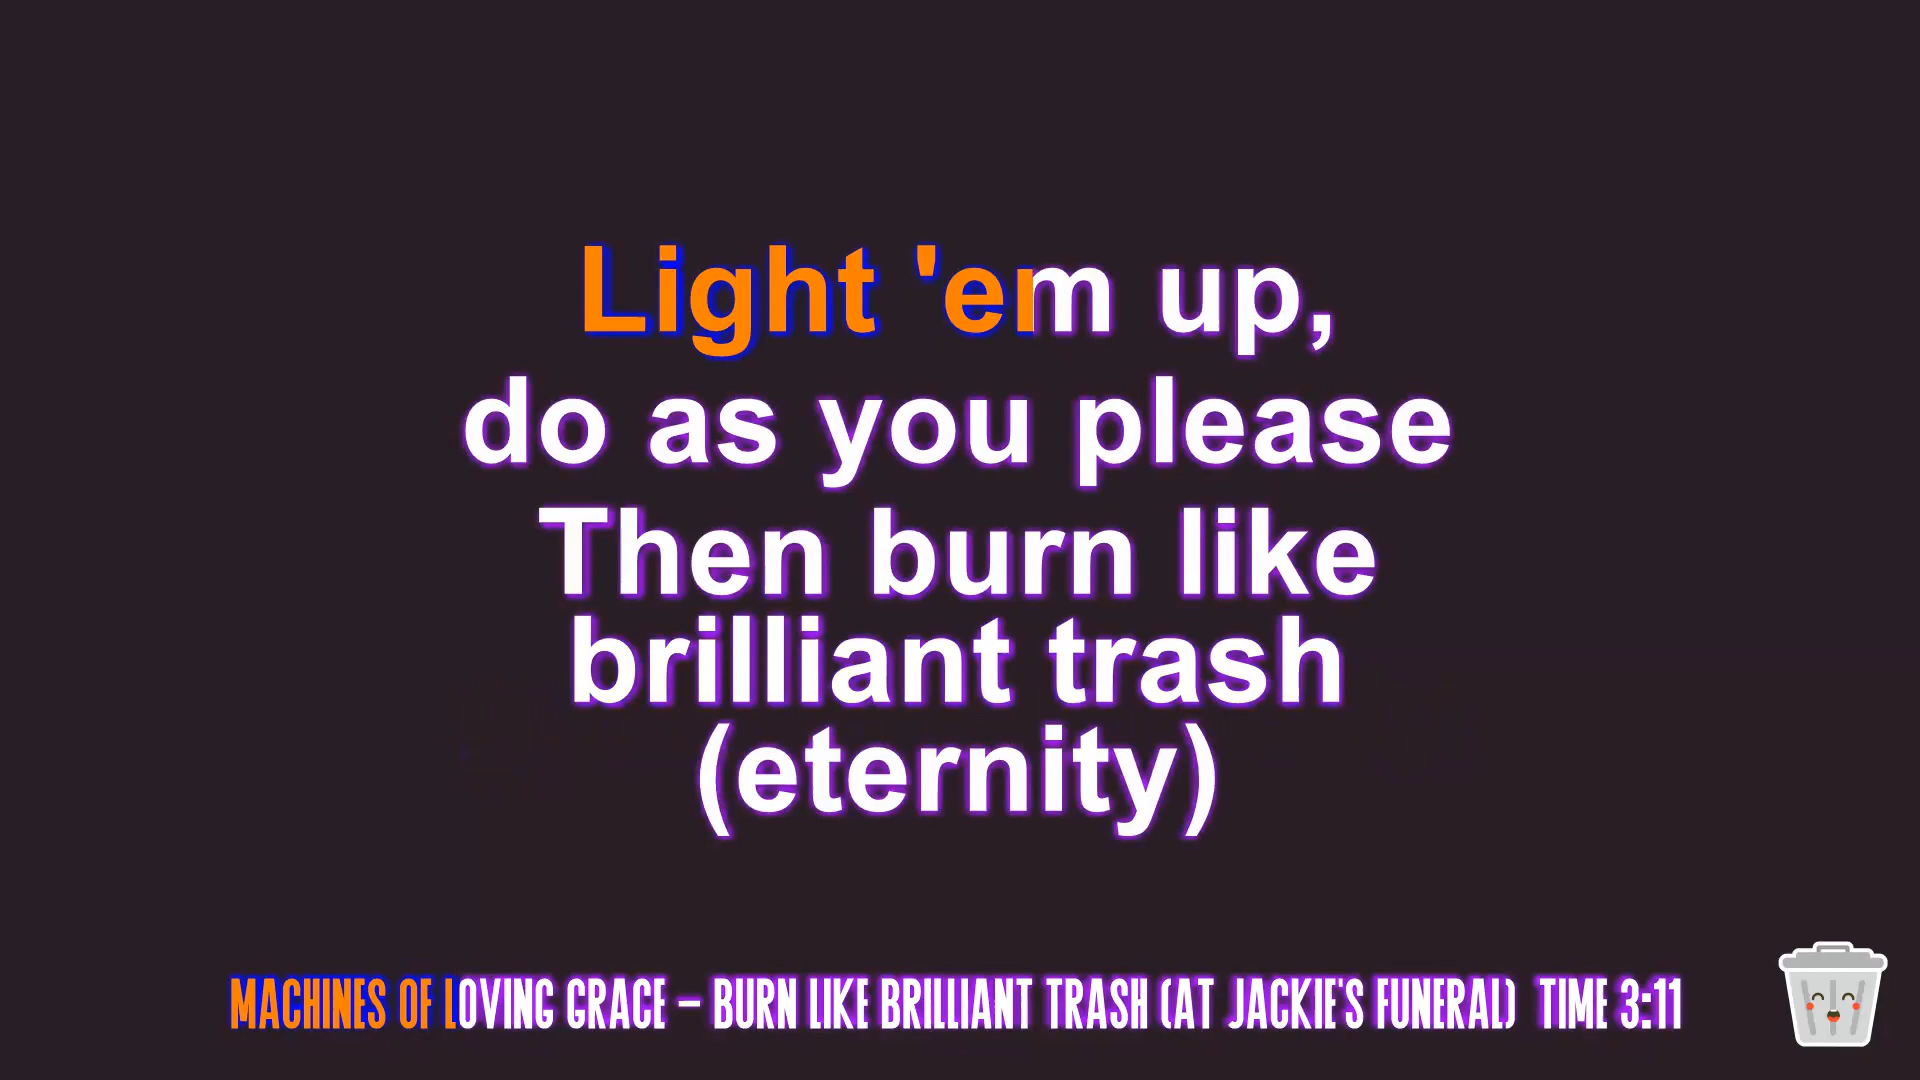 Light 'em up,
do as you please
Then burn like
brilliant trash
(eternity)
MACHINES OF LOVING GRACE – BURN LIKE BRILLIANT TRASH (AT JACKIE'S FUNERAL) TIME 3:11